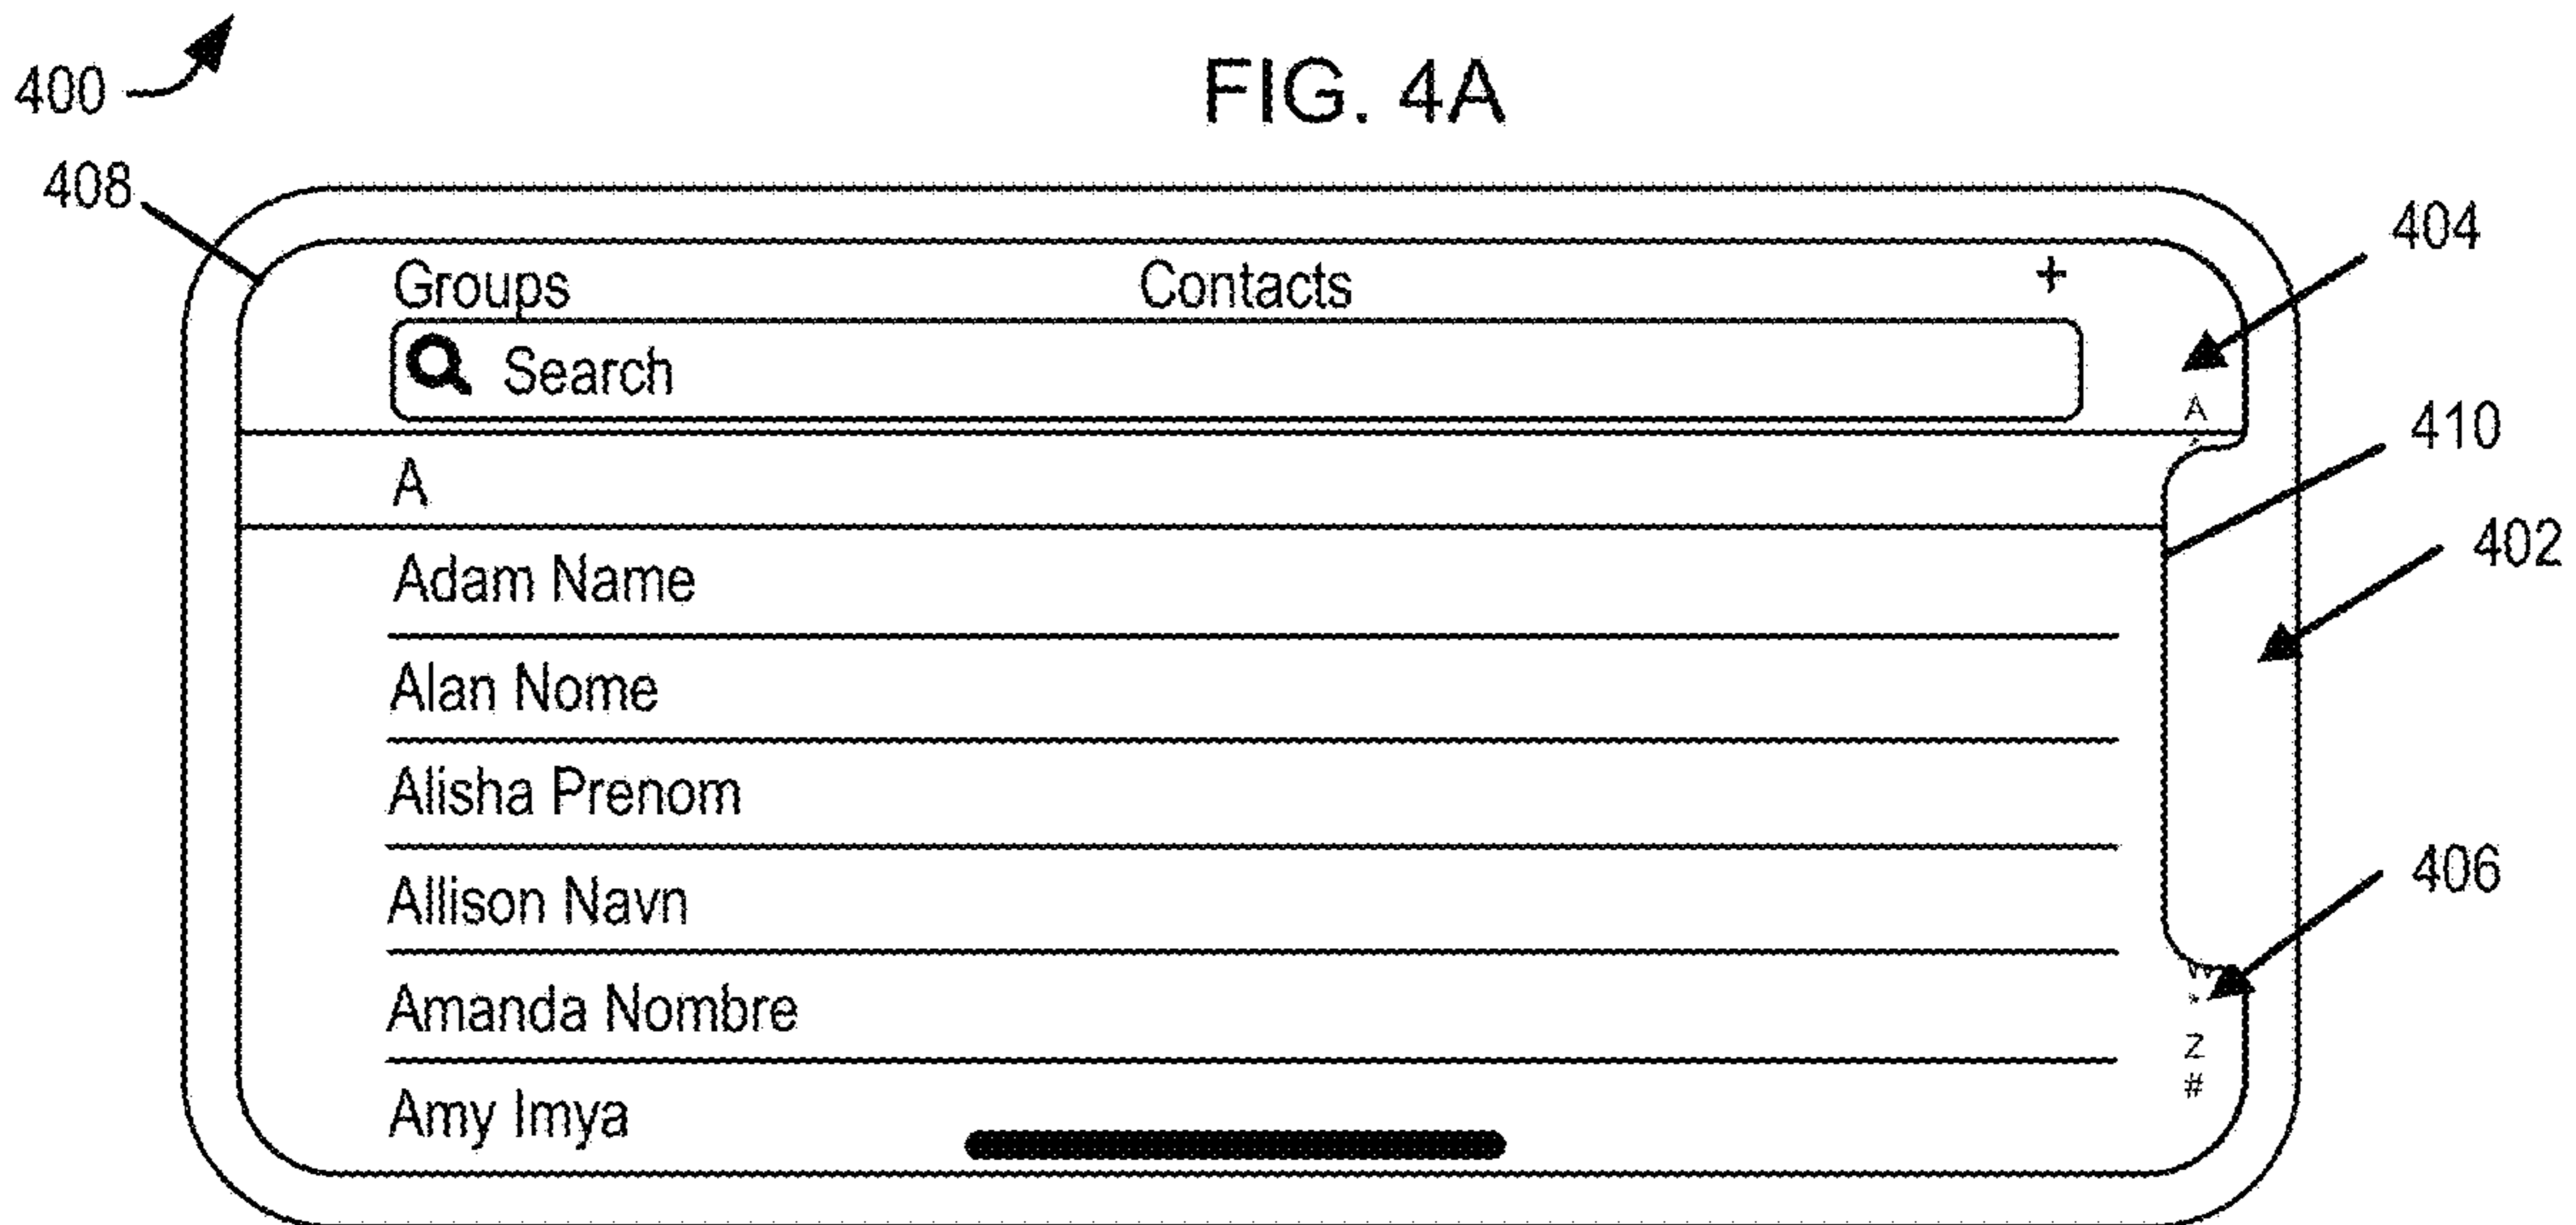 400
FIG. 4A
408
Groups Contacts +
404
Search
A
410
A
402
Adam Name
Alan Nome
Alisha Prenom
406
Allison Navn
Amanda Nombre
Z
#
Amy Imya